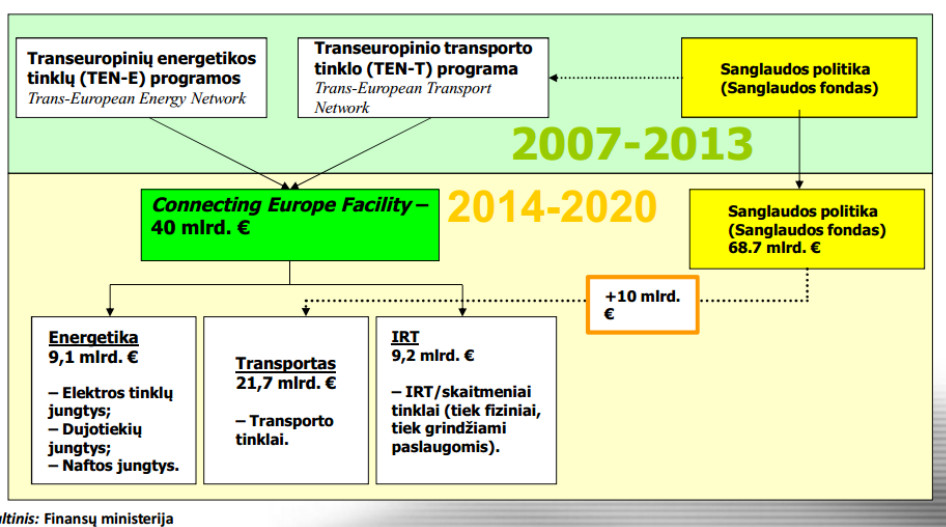 Transeuropinių energetikos
tinklų (TEN-E) programos
Trans-European Energy Network
Transeuropinio transporto
tinklo (TEN-T) programa
Trans-European Transport
Network
Sanglaudos politika
(Sanglaudos fondas)
2007-2013
Connecting Europe Facility –
40 mlrd. €
2014-2020
Sanglaudos politika
(Sanglaudos fondas)
68.7 mlrd. €
+10 mlrd.
€
Energetika
9,1 mlrd. €
– Elektros tinklų
jungtys;
– Dujotiekių
jungtys;
– Naftos jungtys.
Transportas
21,7 mlrd. €
– Transporto
tinklai.
IRT
9,2 mlrd. €
– IRT/skaitmeniai
tinklai (tiek fiziniai,
tiek grindžiami
paslaugomis).
ltinis: Finansų ministerija